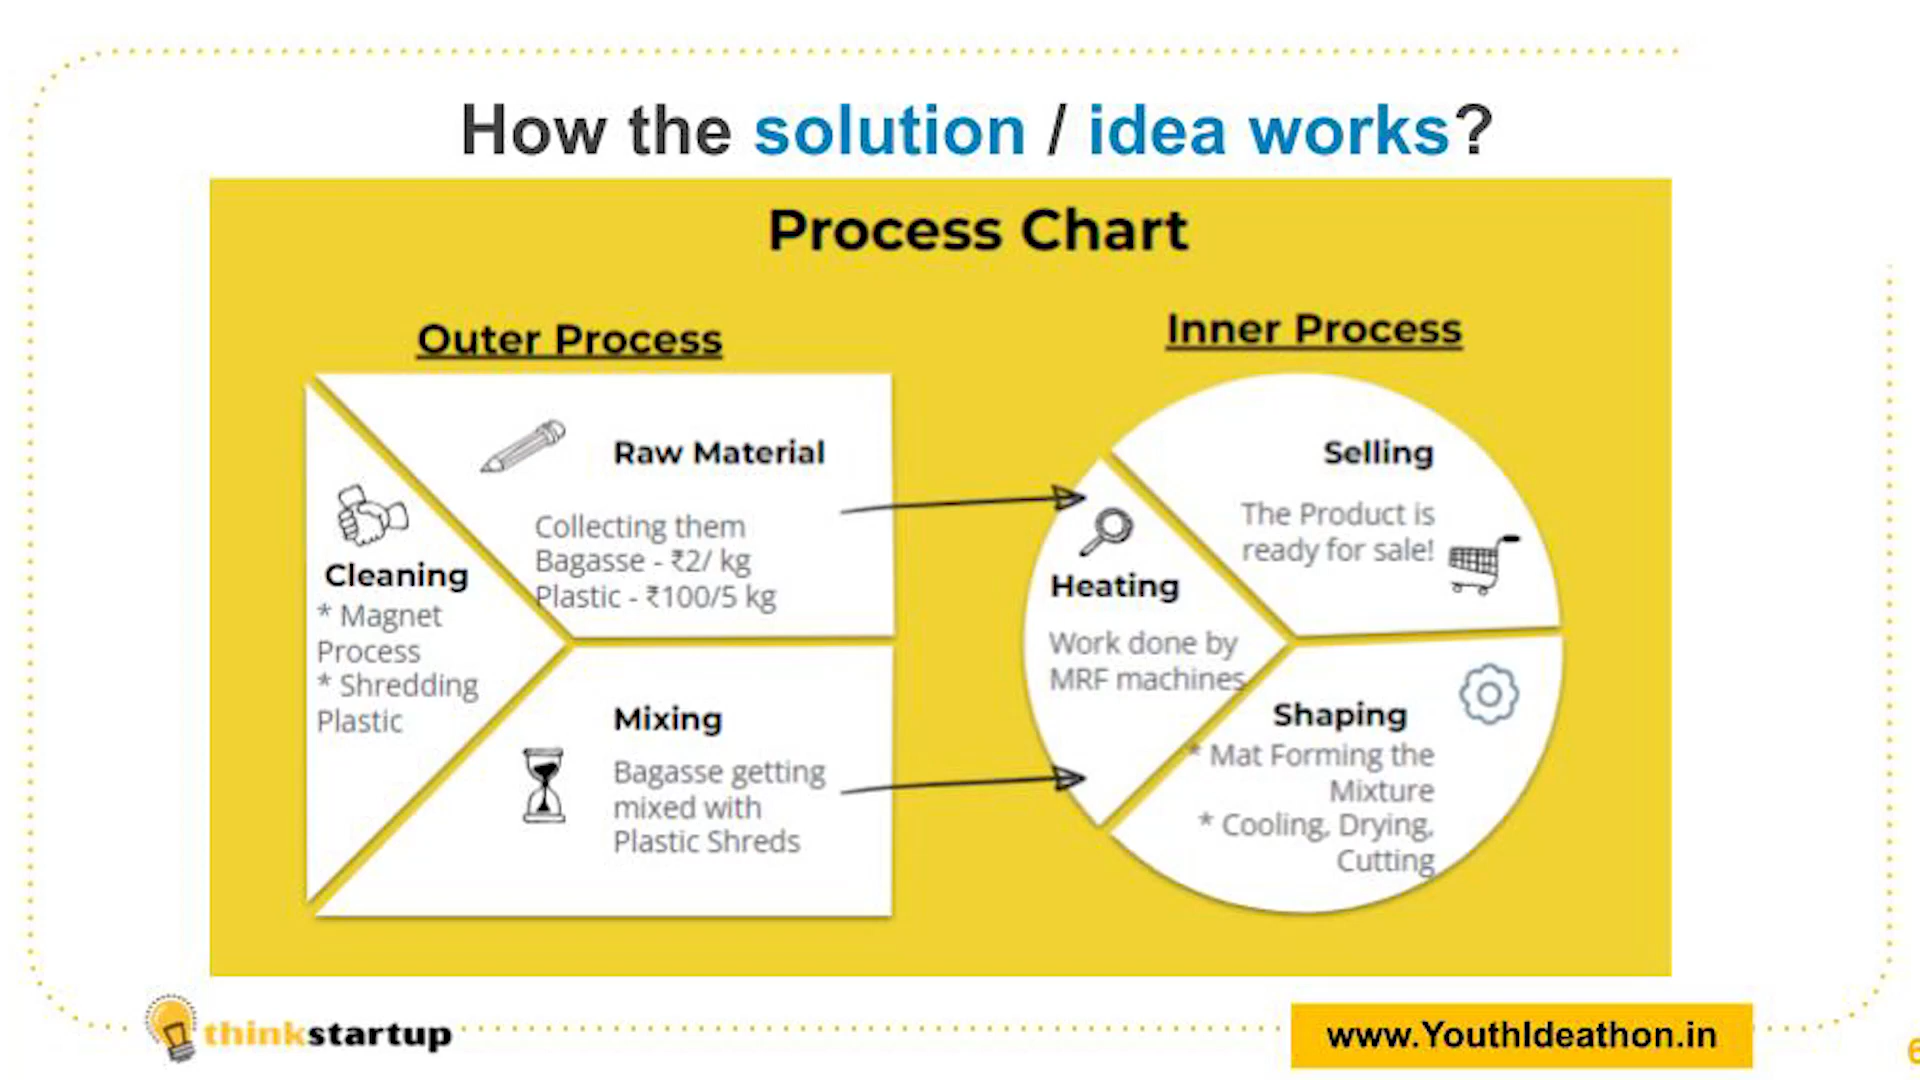 How the solution / idea works?
Process Chart
Outer Process
Raw Material
Collecting them
Bagasse - ₹2/ kg
Plastic - ₹100/5 kg
Cleaning
* Magnet
Process
* Shredding
Plastic
Mixing
Bagasse getting
mixed with
Plastic Shreds
Inner Process
Selling
The Product is
ready for sale!
Heating
Work done by
MRF machines
Shaping
* Mat Forming the
Mixture
* Cooling, Drying,
Cutting
thinkstartup
www.YouthIdeathon.in
6